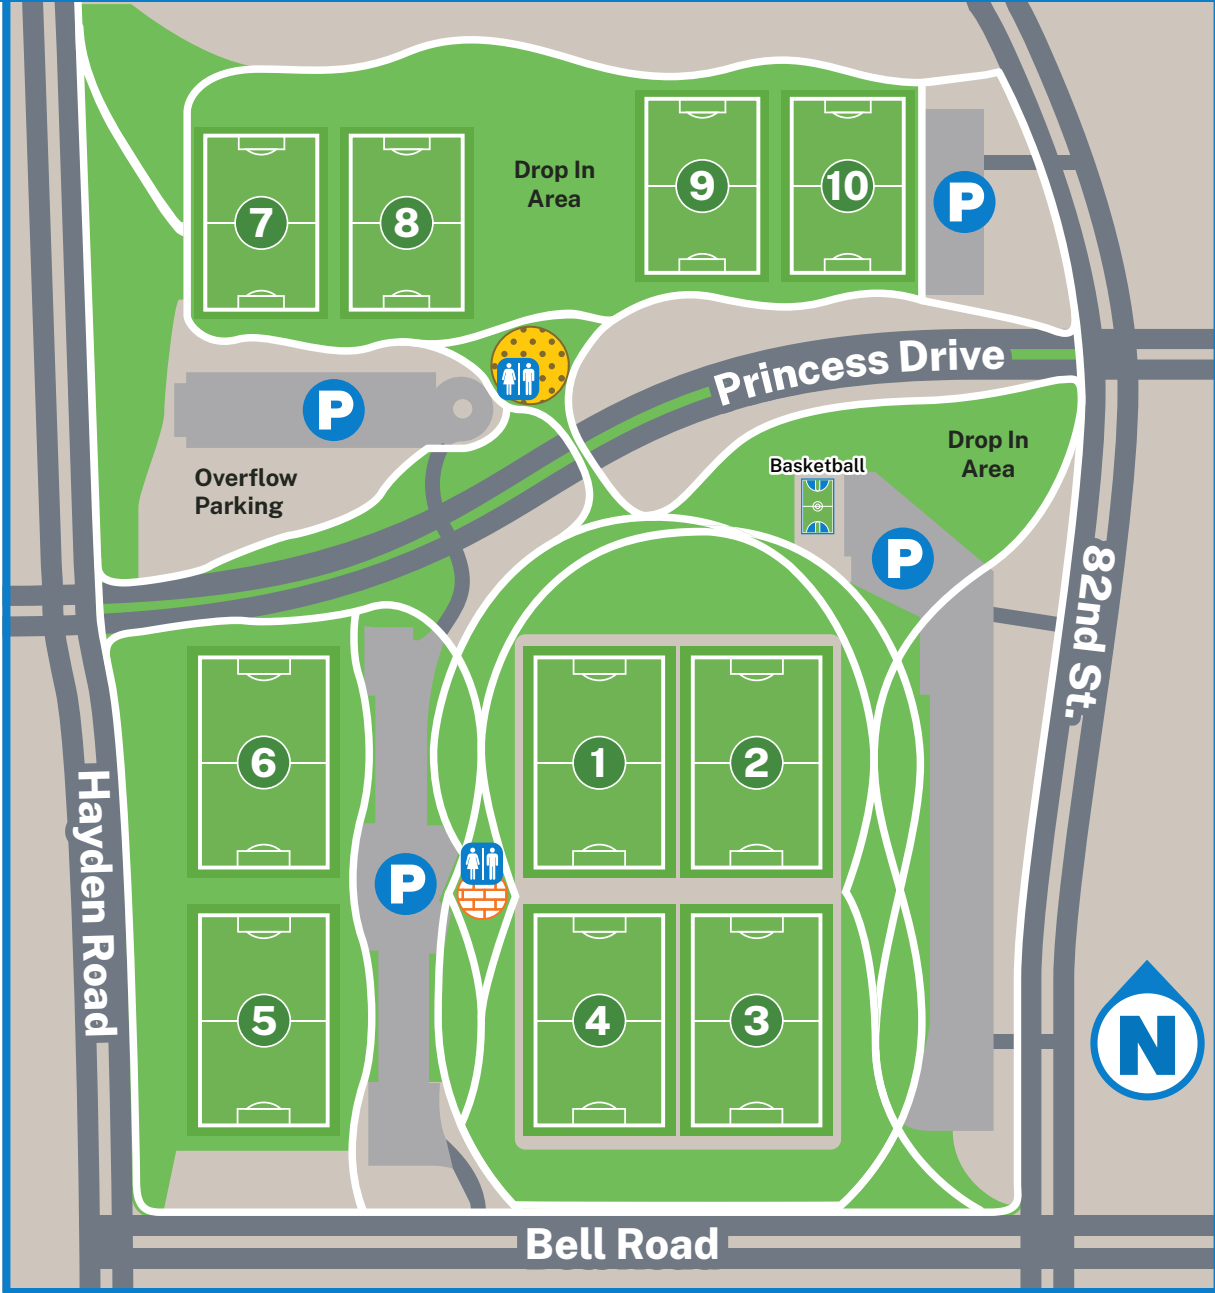 Drop In
Area
7
8
9
10
P
Princess Drive
P
Overflow
Parking
Drop In
Area
Basketball
P
82nd St.
6
1
2
Hayden Road
P
5
4
3
N
Bell Road